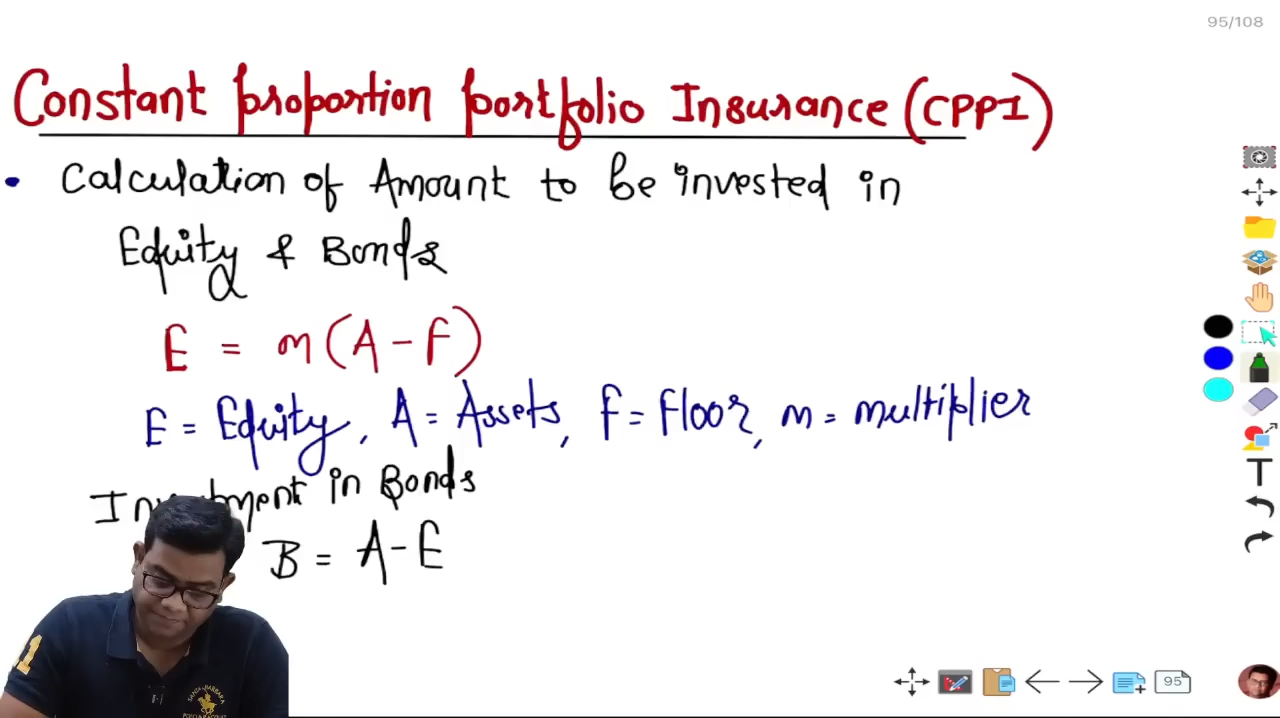 95/108
Constant proportion portfolio Insurance (CPPI)
• Calculation of Amount to be invested in
Equity & Bonds
E = m(A-F)
E = Equity, A = Assets, F = Floor, m = multiplier
in Bonds
B = A-E
T
95